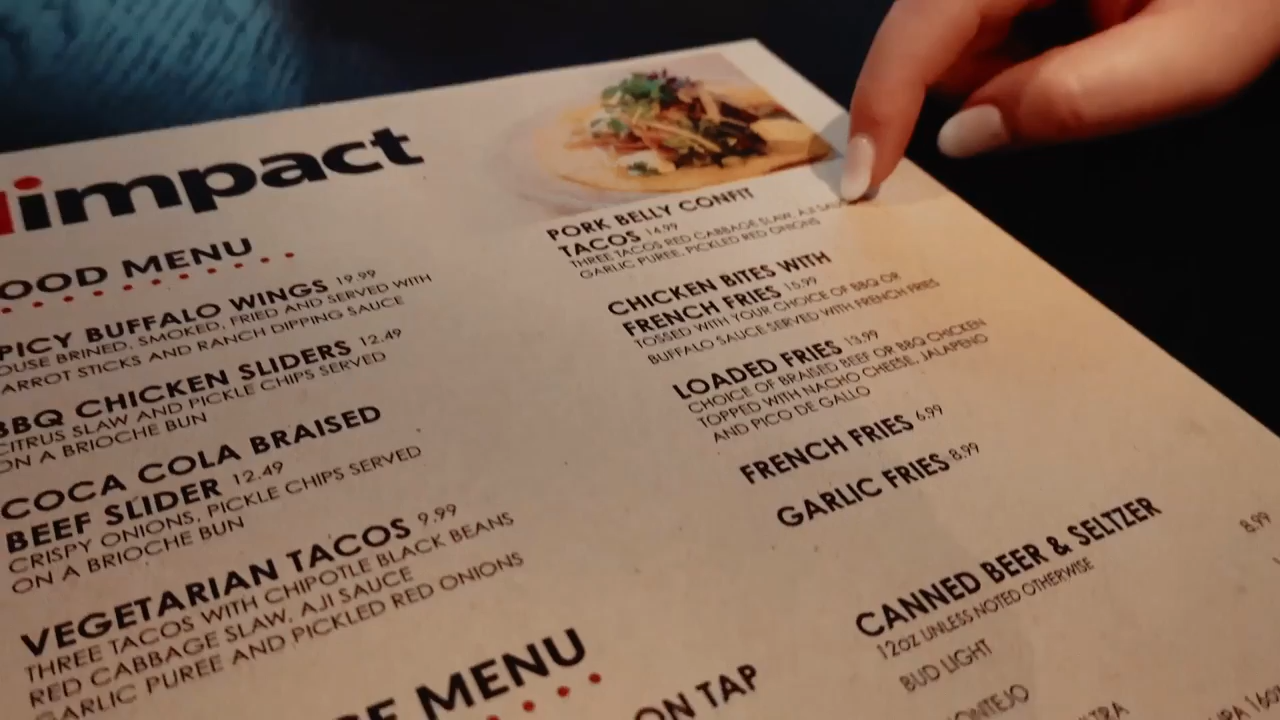 impact
OOD MENU
PICY BUFFALO WINGS 19.99
OUSE BRINED, SMOKED, FRIED AND SERVED WITH
ARROT STICKS AND RANCH DIPPING SAUCE
BBQ CHICKEN SLIDERS 12.49
CITRUS SLAW AND PICKLE CHIPS SERVED
ON A BRIOCHE BUN
COCA COLA BRAISED
BEEF SLIDER 12.49
CRISPY ONIONS, PICKLE CHIPS SERVED
ON A BRIOCHE BUN
VEGETARIAN TACOS 9.99
THREE TACOS WITH CHIPOTLE BLACK BEANS
RED CABBAGE SLAW, AJI SAUCE
GARLIC PUREE AND PICKLED RED ONIONS
PORK BELLY CONFIT
TACOS 14.99
THREE TACOS RED CABBAGE SLAW, AJI
GARLIC PUREE, PICKLED RED ONIONS
CHICKEN BITES WITH
FRENCH FRIES 15.99
TOSSED WITH YOUR CHOICE OF BBQ OR
BUFFALO SAUCE SERVED WITH FRENCH FRIES
LOADED FRIES 13.99
CHOICE OF BRAISED BEEF OR BBQ CHICKEN
TOPPED WITH NACHO CHEESE, JALAPENO
AND PICO DE GALLO
FRENCH FRIES 6.99
GARLIC FRIES 8.99
MENU
ON TAP
CANNED BEER & SELTZER
12oz UNLESS NOTED OTHERWISE
BUD LIGHT
8.99